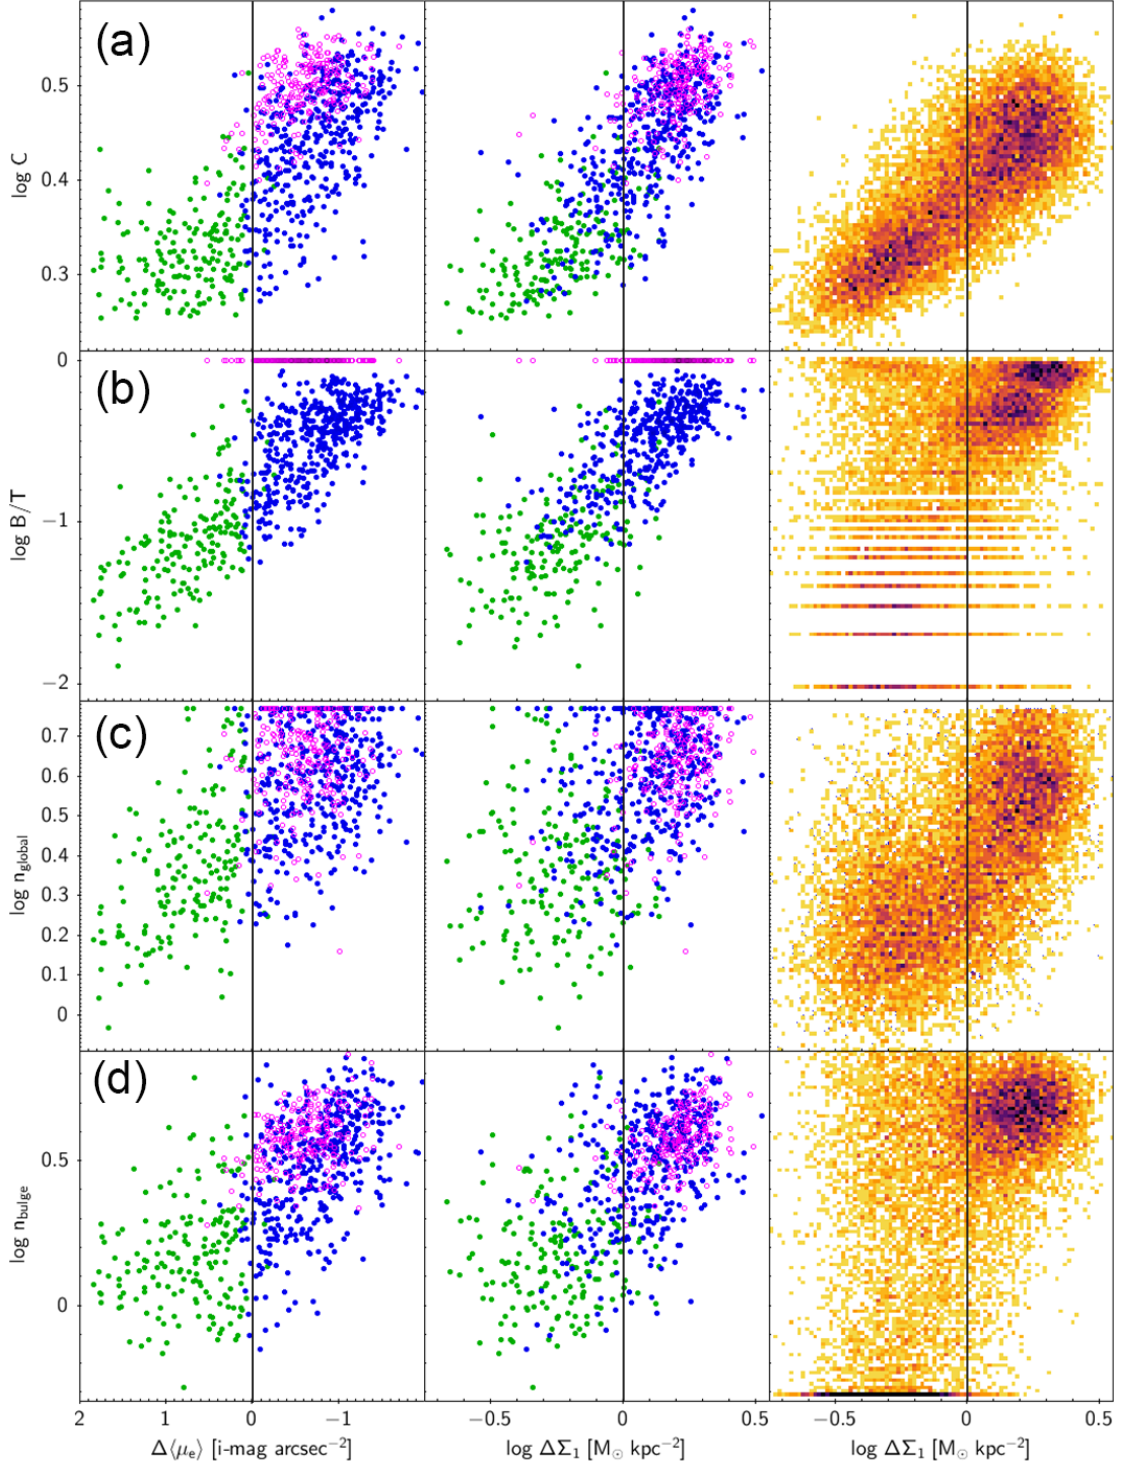 (a)
0.5
0.4
0.3
log C
(b)
0
−1
−2
log B/T
(c)
0.7
0.6
0.5
0.4
0.3
0.2
0.1
0
log n_global
(d)
0.5
0
log n_bulge
2 1 0 −1
−0.5 0 0.5
−0.5 0 0.5
Δ⟨μ_e⟩ [i-mag arcsec⁻²]
log ΔΣ₁ [M_⊙ kpc⁻²]
log ΔΣ₁ [M_⊙ kpc⁻²]